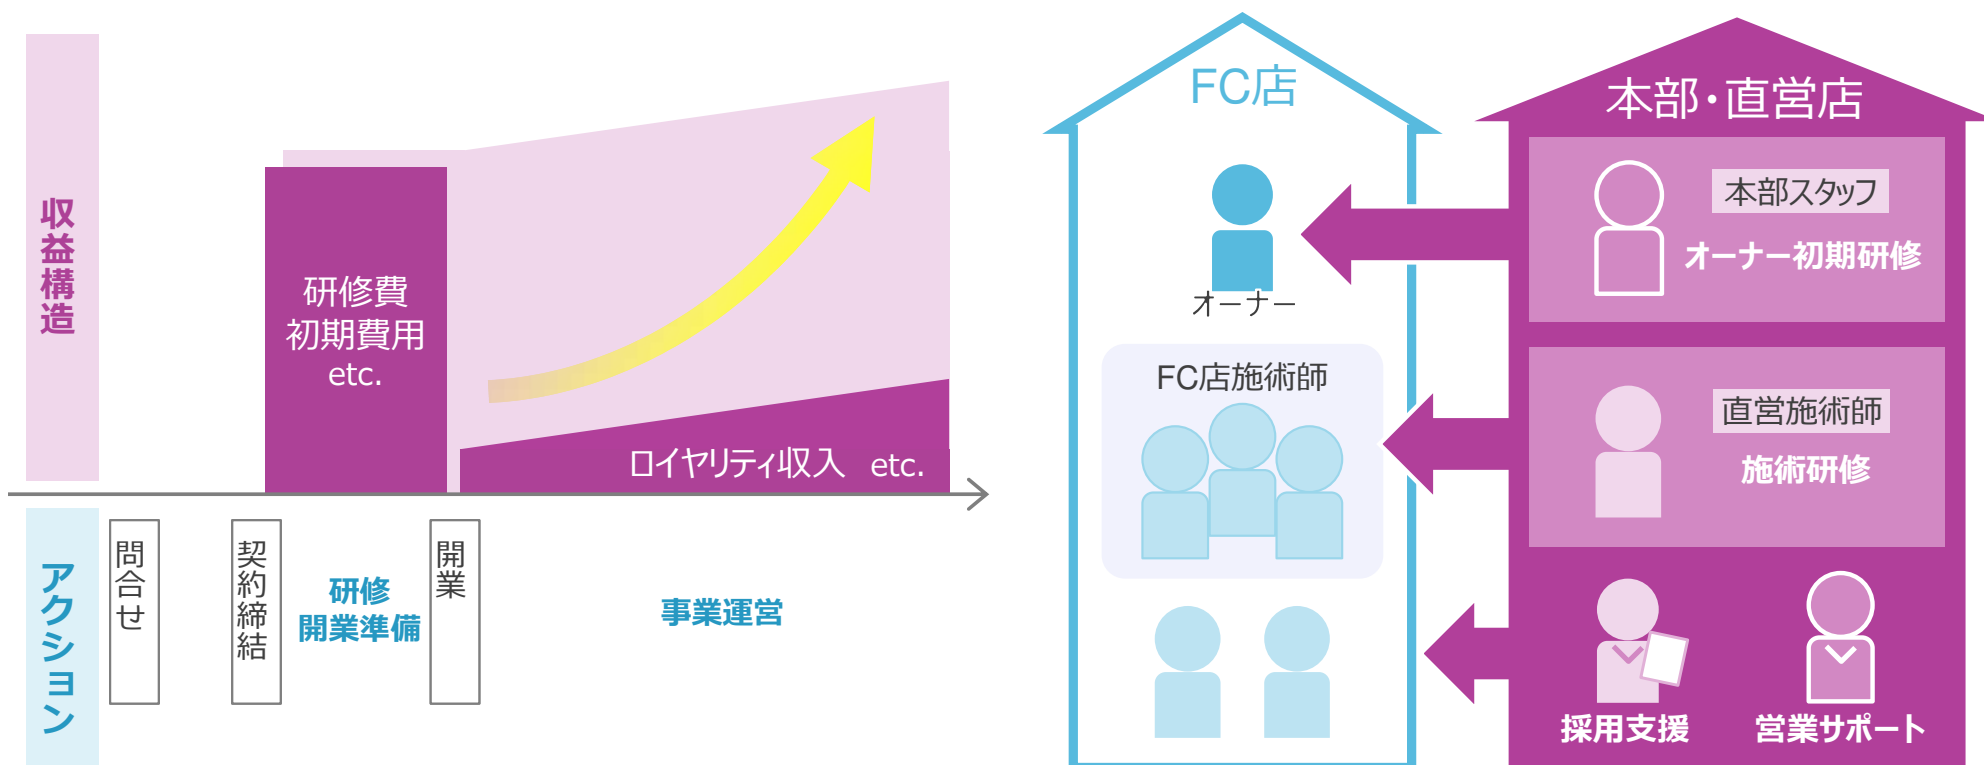 収益構造
研修費
初期費用
etc.
ロイヤリティ収入 etc.
アクション
問合せ
契約締結
研修
開業準備
開業
事業運営
FC店
オーナー
FC店施術師
本部・直営店
本部スタッフ
オーナー初期研修
直営施術師
施術研修
採用支援
営業サポート